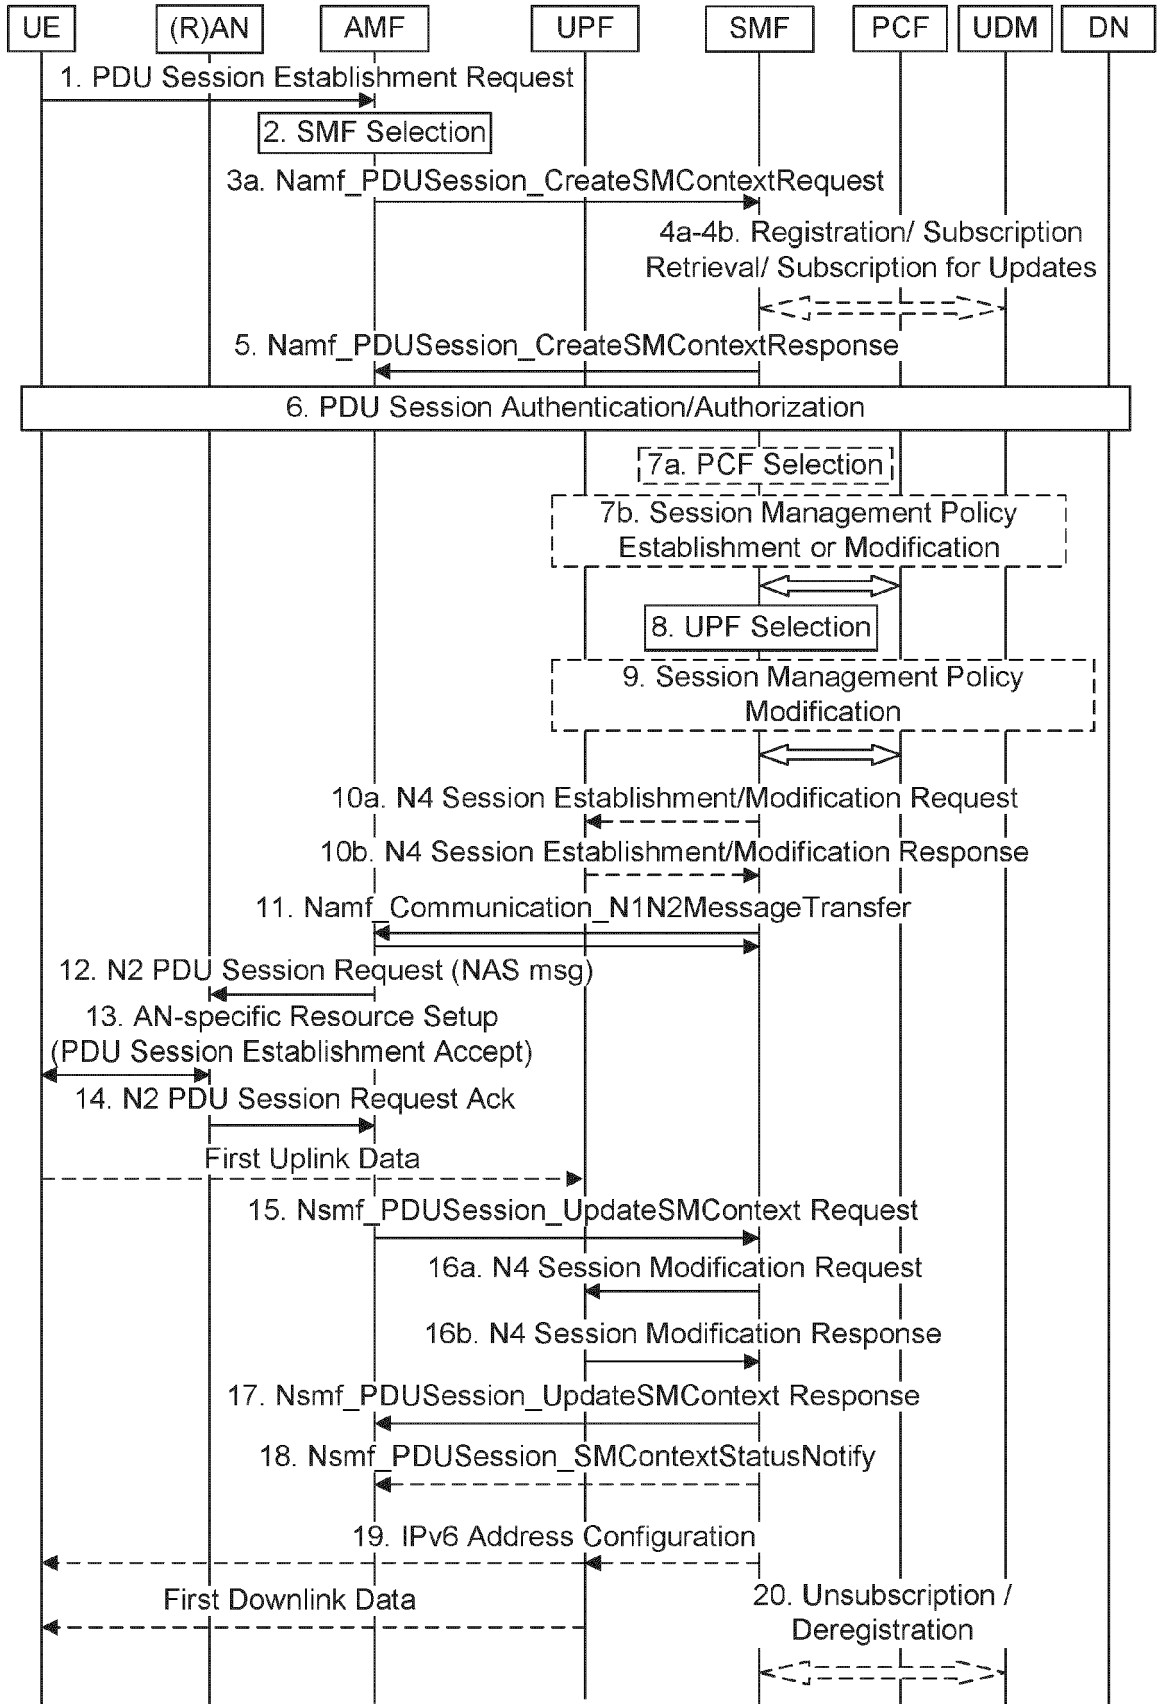 UE (R)AN AMF UPF SMF PCF UDM DN
1. PDU Session Establishment Request
2. SMF Selection
3a. Namf_PDUSession_CreateSMContextRequest
4a-4b. Registration/ Subscription
Retrieval/ Subscription for Updates
5. Namf_PDUSession_CreateSMContextResponse
6. PDU Session Authentication/Authorization
7a. PCF Selection
7b. Session Management Policy
Establishment or Modification
8. UPF Selection
9. Session Management Policy
Modification
10a. N4 Session Establishment/Modification Request
10b. N4 Session Establishment/Modification Response
11. Namf_Communication_N1N2MessageTransfer
12. N2 PDU Session Request (NAS msg)
13. AN-specific Resource Setup
(PDU Session Establishment Accept)
14. N2 PDU Session Request Ack
First Uplink Data
15. Nsmf_PDUSession_UpdateSMContext Request
16a. N4 Session Modification Request
16b. N4 Session Modification Response
17. Nsmf_PDUSession_UpdateSMContext Response
18. Nsmf_PDUSession_SMContextStatusNotify
19. IPv6 Address Configuration
First Downlink Data
20. Unsubscription /
Deregistration